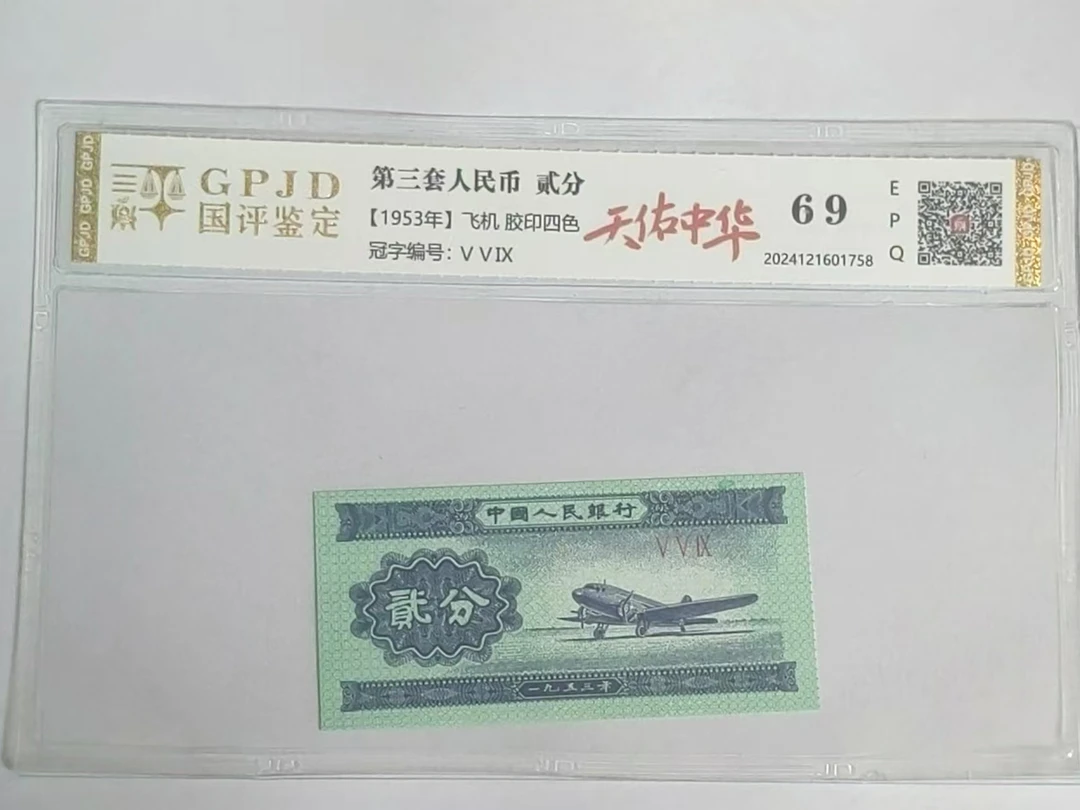 GPJD GPJD GPJD
GPJD
国评鉴定
第三套人民币 贰分
【1953年】飞机 胶印四色
冠字编号：ⅤⅤⅨ
天佑中华
69
2024121601758
E
P
Q
中國人民銀行
ⅤⅤⅨ
貳分
一九五三年